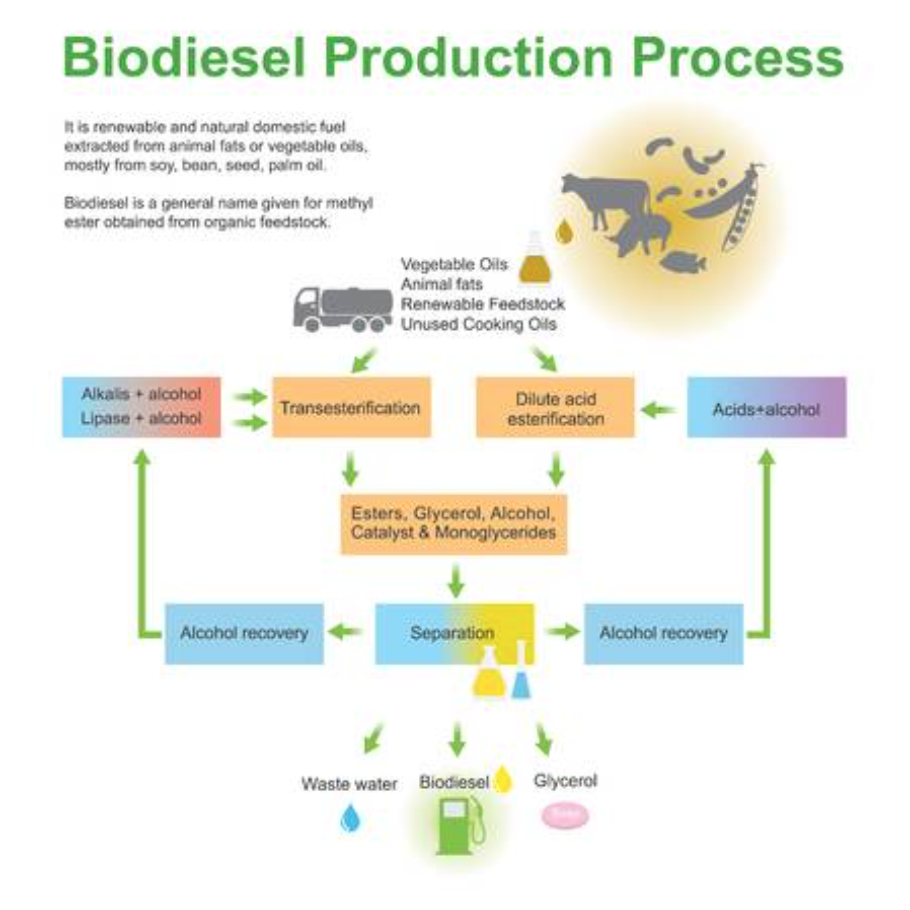 Biodiesel Production Process
It is renewable and natural domestic fuel
extracted from animal fats or vegetable oils,
mostly from soy, bean, seed, palm oil.
Biodiesel is a general name given for methyl
ester obtained from organic feedstock.
Vegetable Oils
Animal fats
Renewable Feedstock
Unused Cooking Oils
Alkalis + alcohol
Lipase + alcohol
Transesterification
Dilute acid
esterification
Acids+alcohol
Esters, Glycerol, Alcohol,
Catalyst & Monoglycerides
Alcohol recovery
Separation
Alcohol recovery
Waste water
Biodiesel
Glycerol